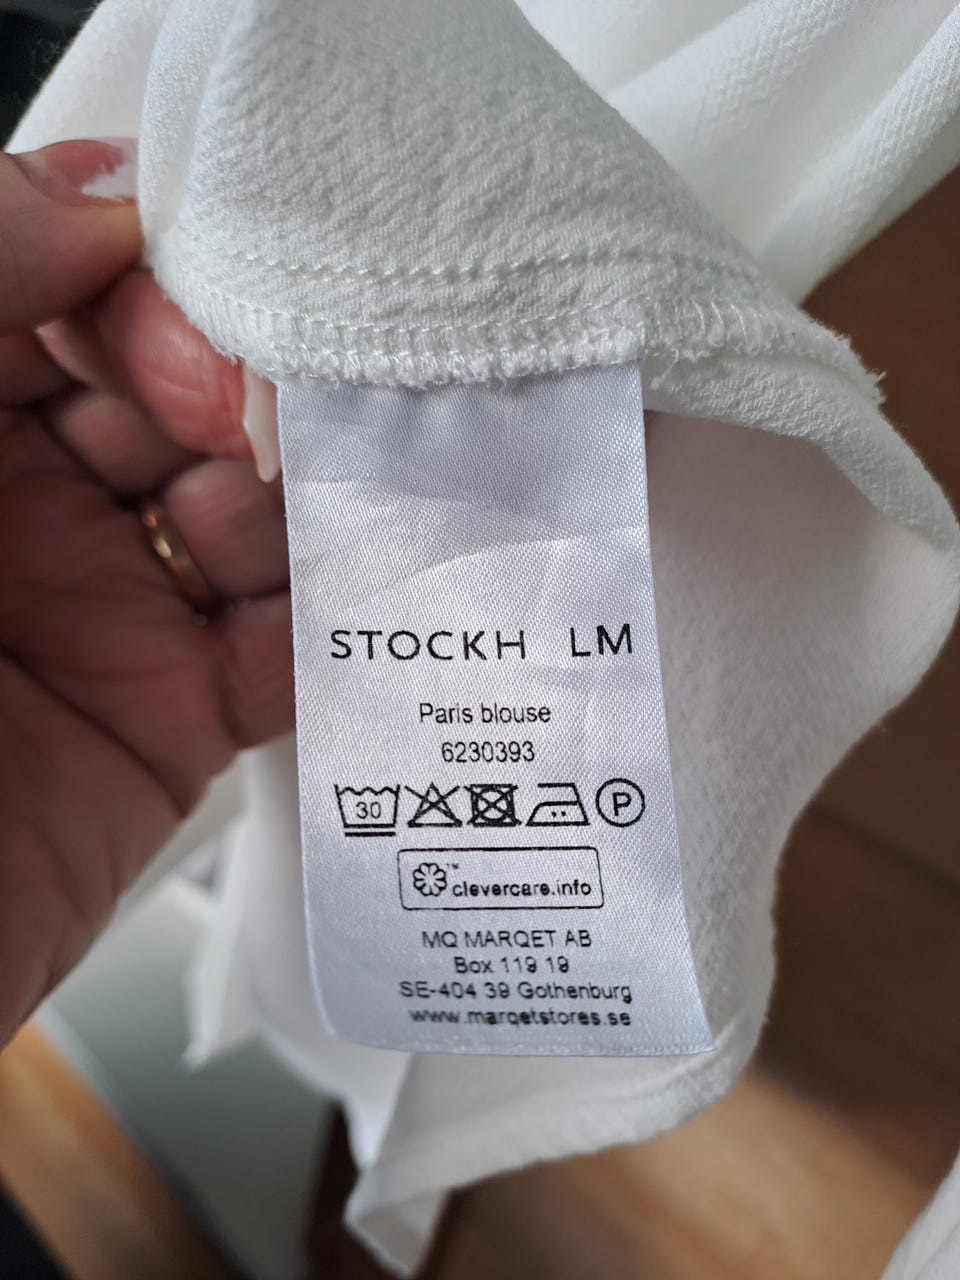 STOCKH LM
Paris blouse
6230393
30 P
clevercare.info
MQ MARQET AB
Box 119 19
SE-404 39 Gothenburg
www.marqetstores.se